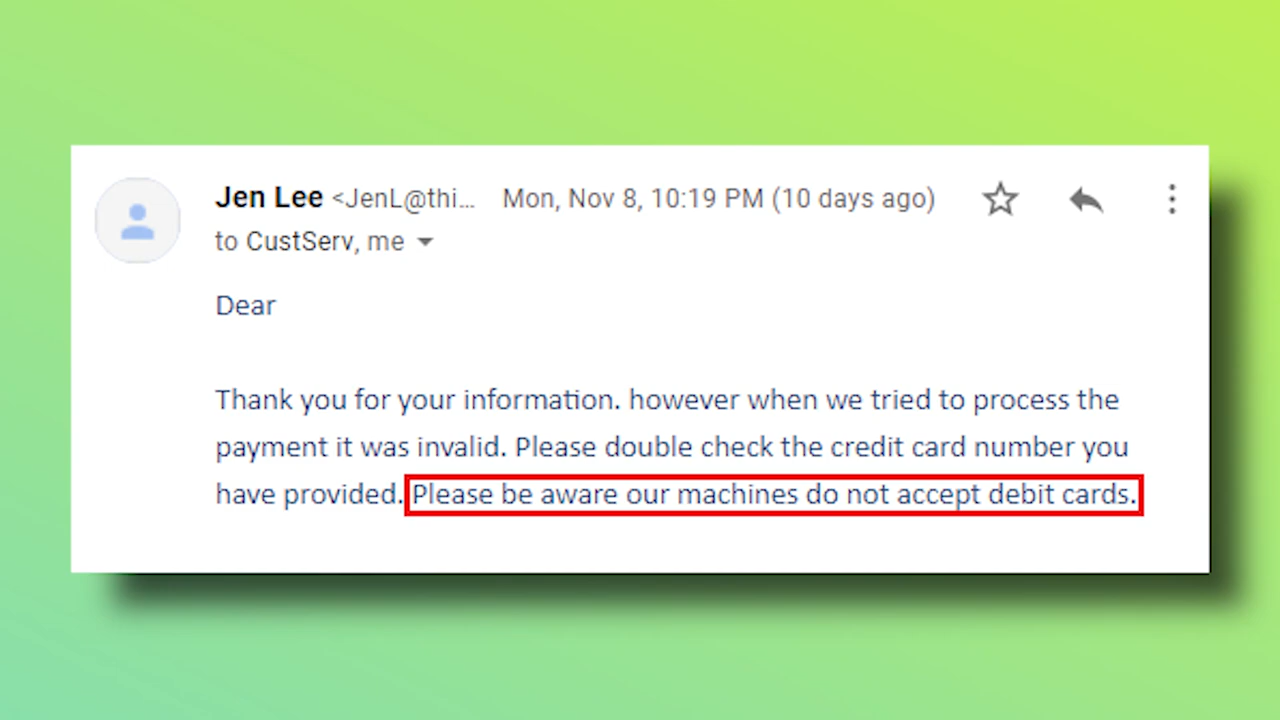 Jen Lee <JenL@thi... Mon, Nov 8, 10:19 PM (10 days ago)
to CustServ, me
Dear
Thank you for your information. however when we tried to process the
payment it was invalid. Please double check the credit card number you
have provided. Please be aware our machines do not accept debit cards.